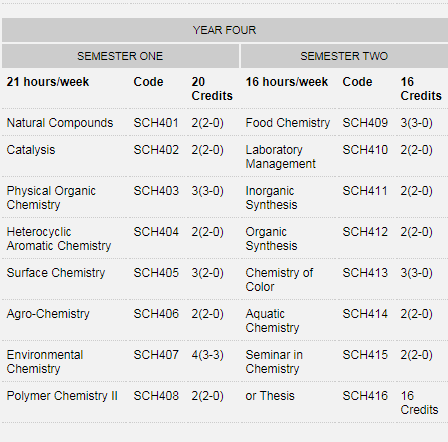 YEAR FOUR
SEMESTER ONE SEMESTER TWO
21 hours/week Code 20 Credits 16 hours/week Code 16 Credits
Natural Compounds SCH401 2(2-0) Food Chemistry SCH409 3(3-0)
Catalysis SCH402 2(2-0) Laboratory Management SCH410 2(2-0)
Physical Organic Chemistry SCH403 3(3-0) Inorganic Synthesis SCH411 2(2-0)
Heterocyclic Aromatic Chemistry SCH404 2(2-0) Organic Synthesis SCH412 2(2-0)
Surface Chemistry SCH405 3(2-0) Chemistry of Color SCH413 3(3-0)
Agro-Chemistry SCH406 2(2-0) Aquatic Chemistry SCH414 2(2-0)
Environmental Chemistry SCH407 4(3-3) Seminar in Chemistry SCH415 2(2-0)
Polymer Chemistry II SCH408 2(2-0) or Thesis SCH416 16 Credits